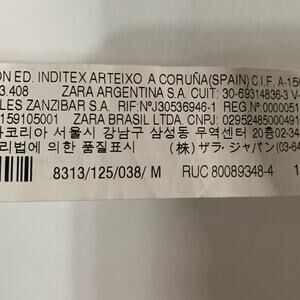 ON ED. INDITEX ARTEIXO A CORUÑA(SPAIN) C.I.F. A-15
3.408 ZARA ARGENTINA S.A. CUIT: 30-69314836-3 V-
LES ZANZIBAR S.A. RIF:NºJ30536946-1 REG.Nº000051
159105001 ZARA BRASIL LTDA. CNPJ: 02952485000491
코리아 서울시 강남구 삼성동 무역센터 20층 02-34
리법에 의한 품질표시 (株) ザラ・ジャパン(03-64
8313/125/038/ M RUC 80089348-4 1